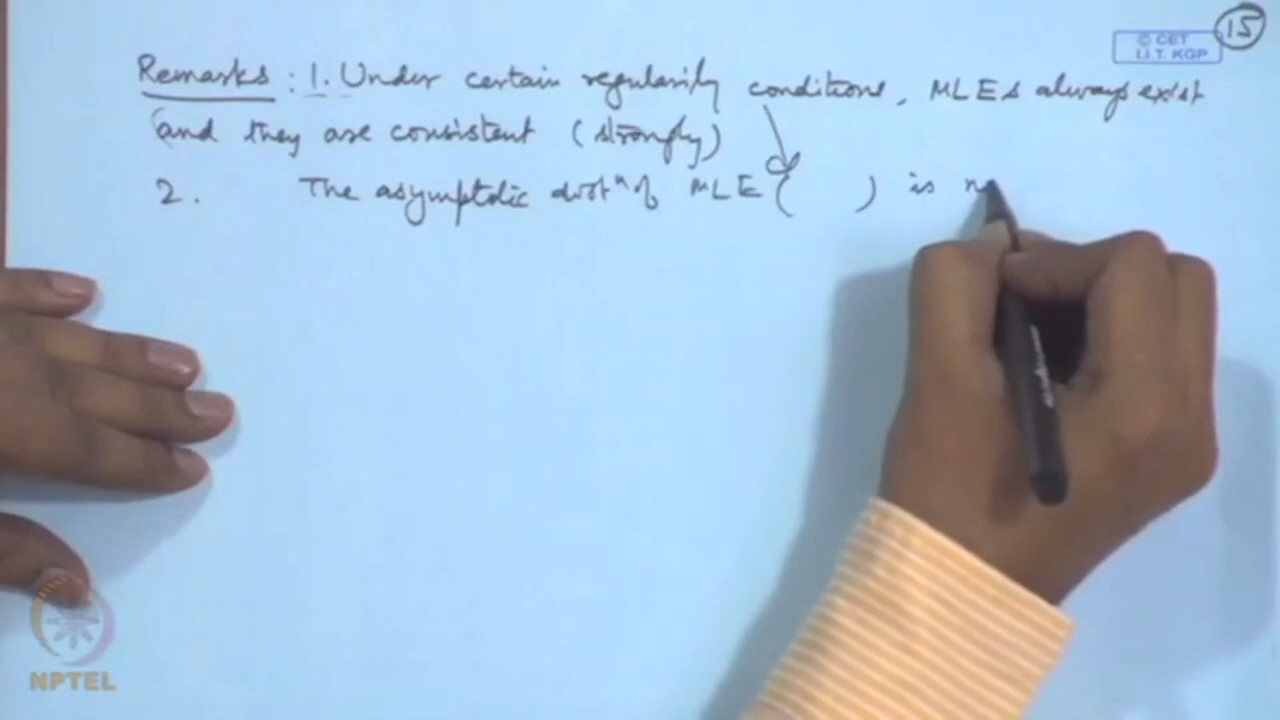 15
© CET
I.I.T. KGP
Remarks : 1. Under certain regularity conditions, MLEs always exist
and they are consistent (strongly)
2. The asymptotic distⁿ of MLE ( ) is n
NPTEL